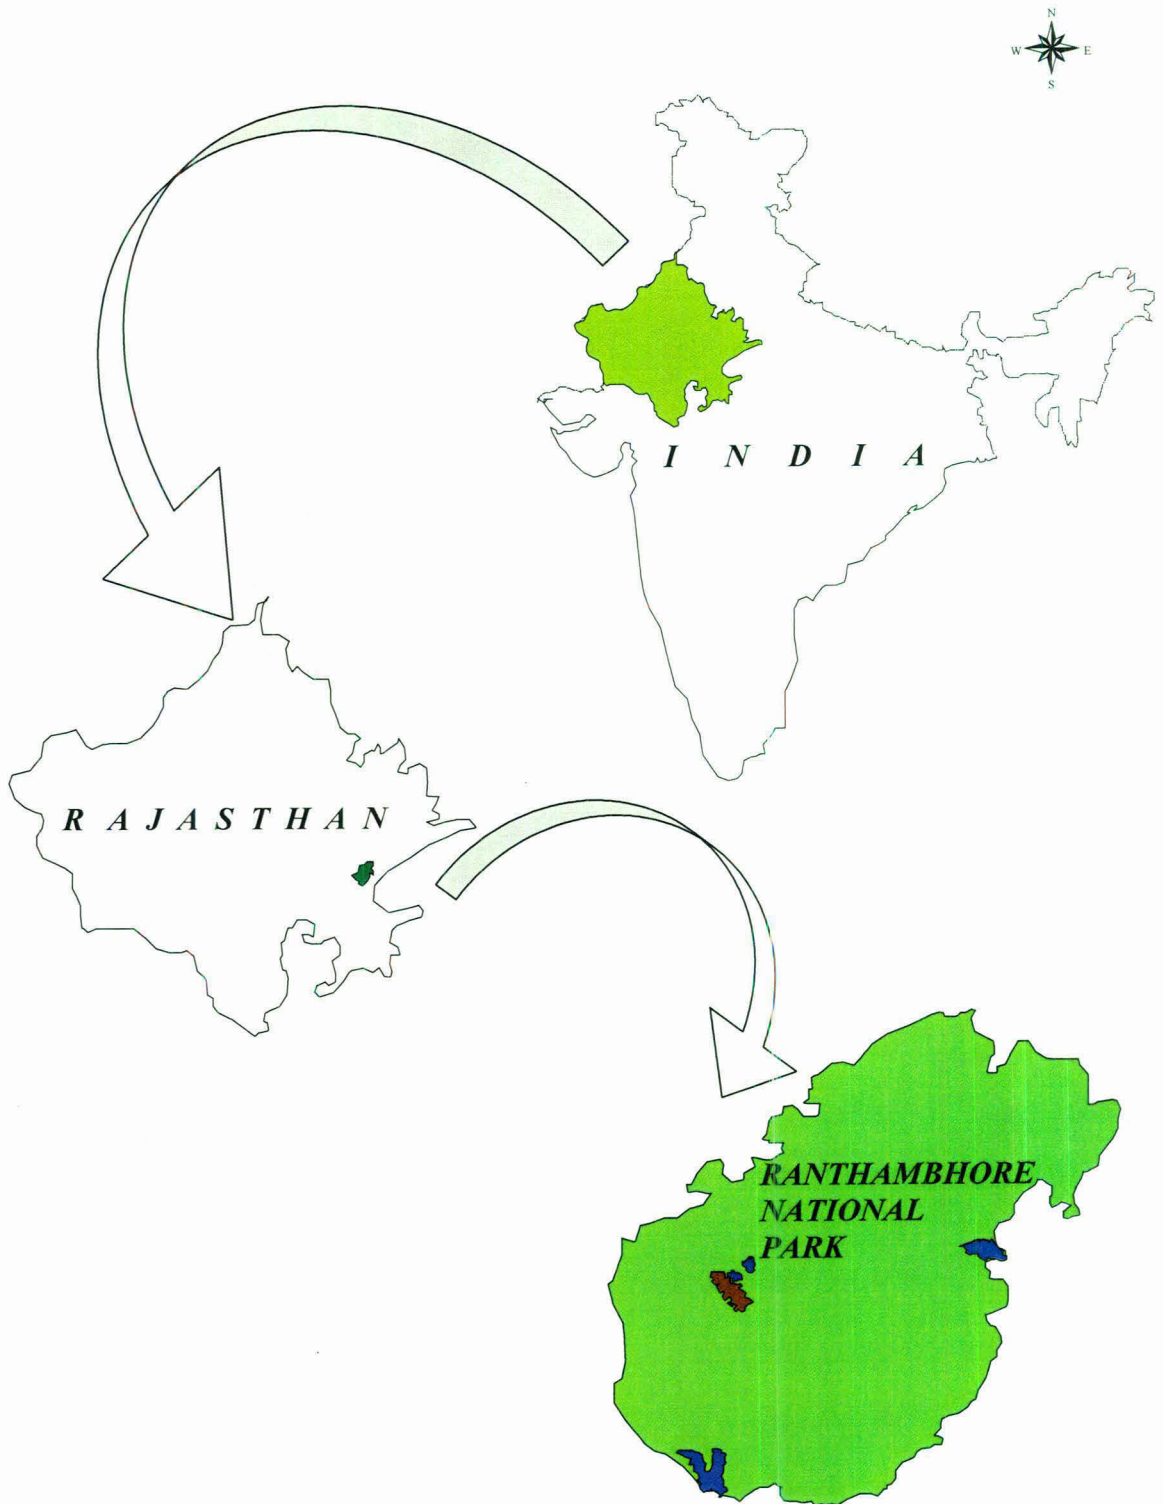 N
W E
S
I N D I A
R A J A S T H A N
RANTHAMBHORE
NATIONAL
PARK